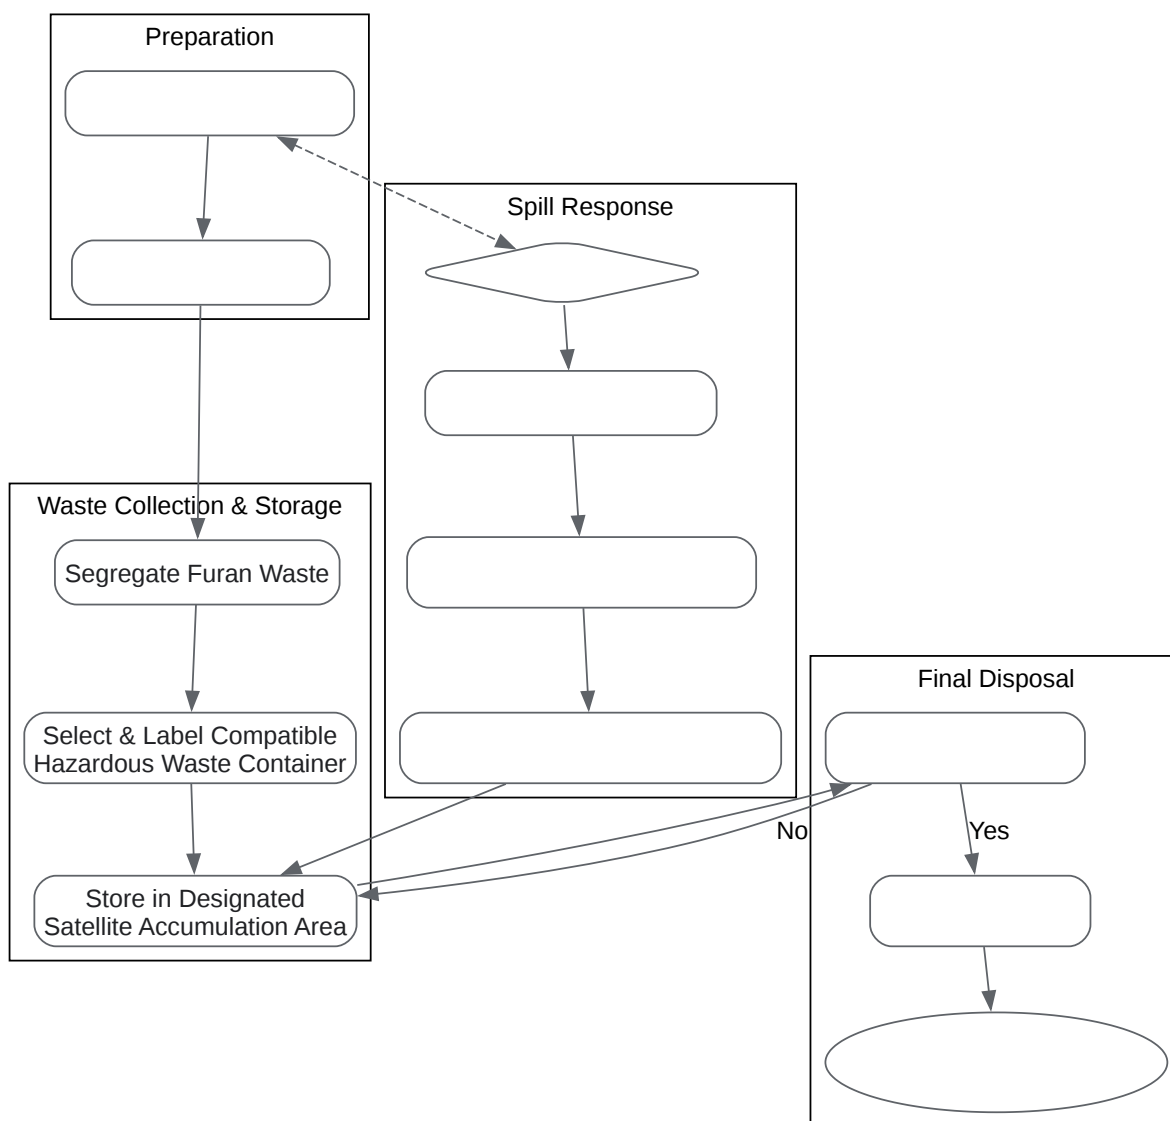 Preparation
Spill Response
Waste Collection & Storage
Segregate Furan Waste
Select & Label Compatible
Hazardous Waste Container
Store in Designated
Satellite Accumulation Area
Final Disposal
No
Yes